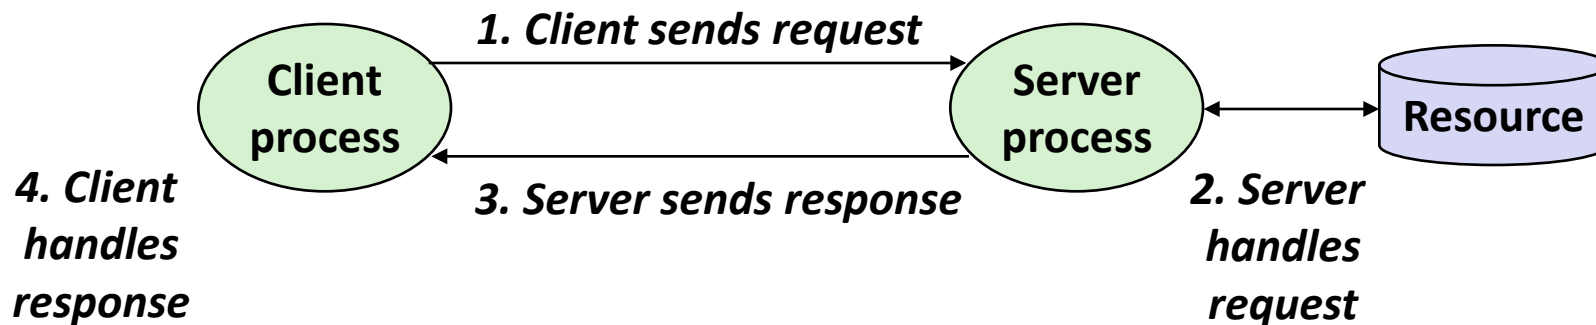 1. Client sends request
Client
process
Server
process
Resource
3. Server sends response
4. Client
handles
response
2. Server
handles
request